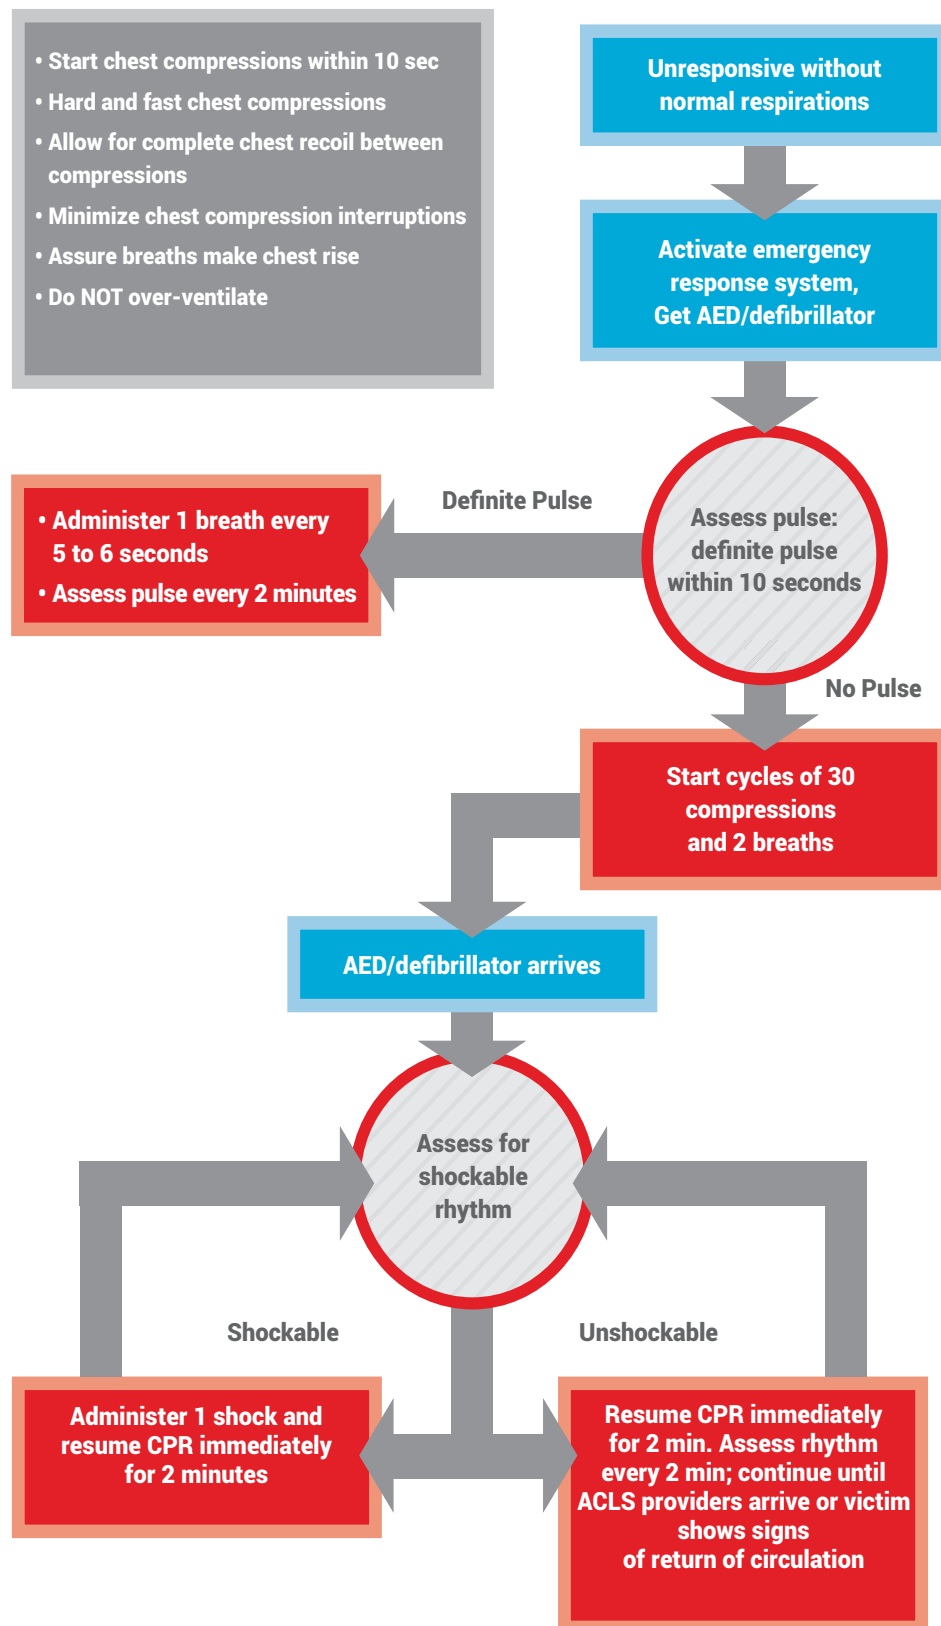 • Start chest compressions within 10 sec
• Hard and fast chest compressions
• Allow for complete chest recoil between
compressions
• Minimize chest compression interruptions
• Assure breaths make chest rise
• Do NOT over-ventilate
Unresponsive without
normal respirations
Activate emergency
response system,
Get AED/defibrillator
Assess pulse:
definite pulse
within 10 seconds
Definite Pulse
• Administer 1 breath every
5 to 6 seconds
• Assess pulse every 2 minutes
No Pulse
Start cycles of 30
compressions
and 2 breaths
AED/defibrillator arrives
Assess for
shockable
rhythm
Shockable
Unshockable
Administer 1 shock and
resume CPR immediately
for 2 minutes
Resume CPR immediately
for 2 min. Assess rhythm
every 2 min; continue until
ACLS providers arrive or victim
shows signs
of return of circulation